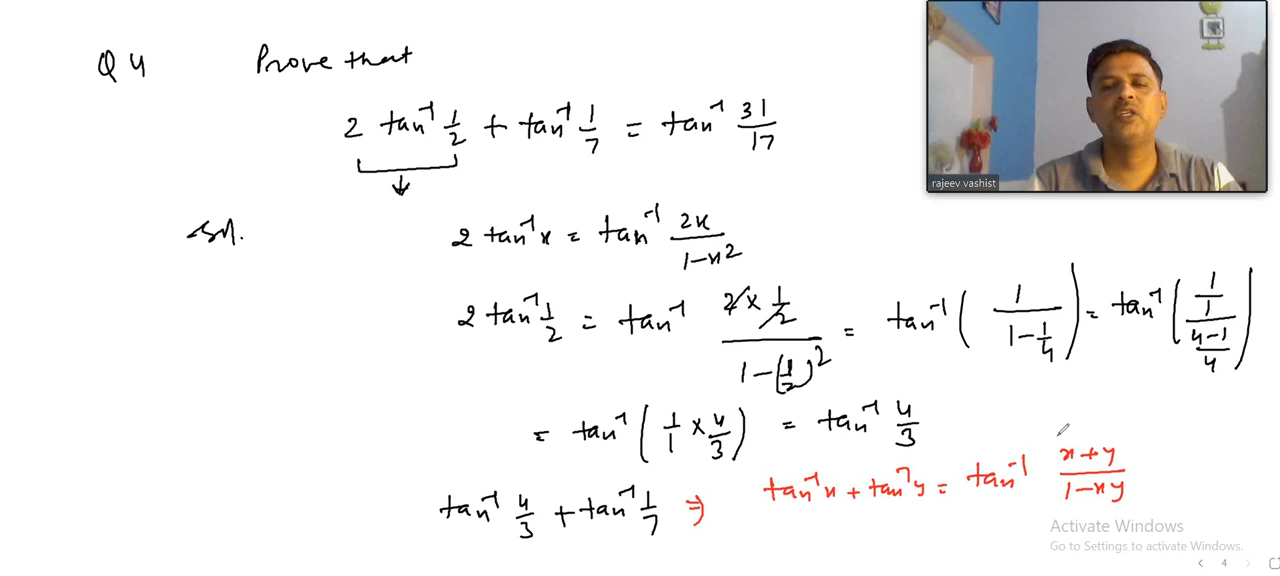 Q 4 Prove that
2 tan⁻¹ 1/2 + tan⁻¹ 1/7 = tan⁻¹ 31/17
rajeev vashist
Sol. 2 tan⁻¹x = tan⁻¹ 2x/(1-x²)
2 tan⁻¹ 1/2 = tan⁻¹ (2 × 1/2)/(1-(1/2)²) = tan⁻¹ (1/(1-1/4)) = tan⁻¹ ((1/1)/((4-1)/4))
= tan⁻¹ (1/1 × 4/3) = tan⁻¹ 4/3
tan⁻¹ 4/3 + tan⁻¹ 1/7 ⇒ tan⁻¹x + tan⁻¹y = tan⁻¹ (x+y)/(1-xy)
Activate Windows
Go to Settings to activate Windows.
4